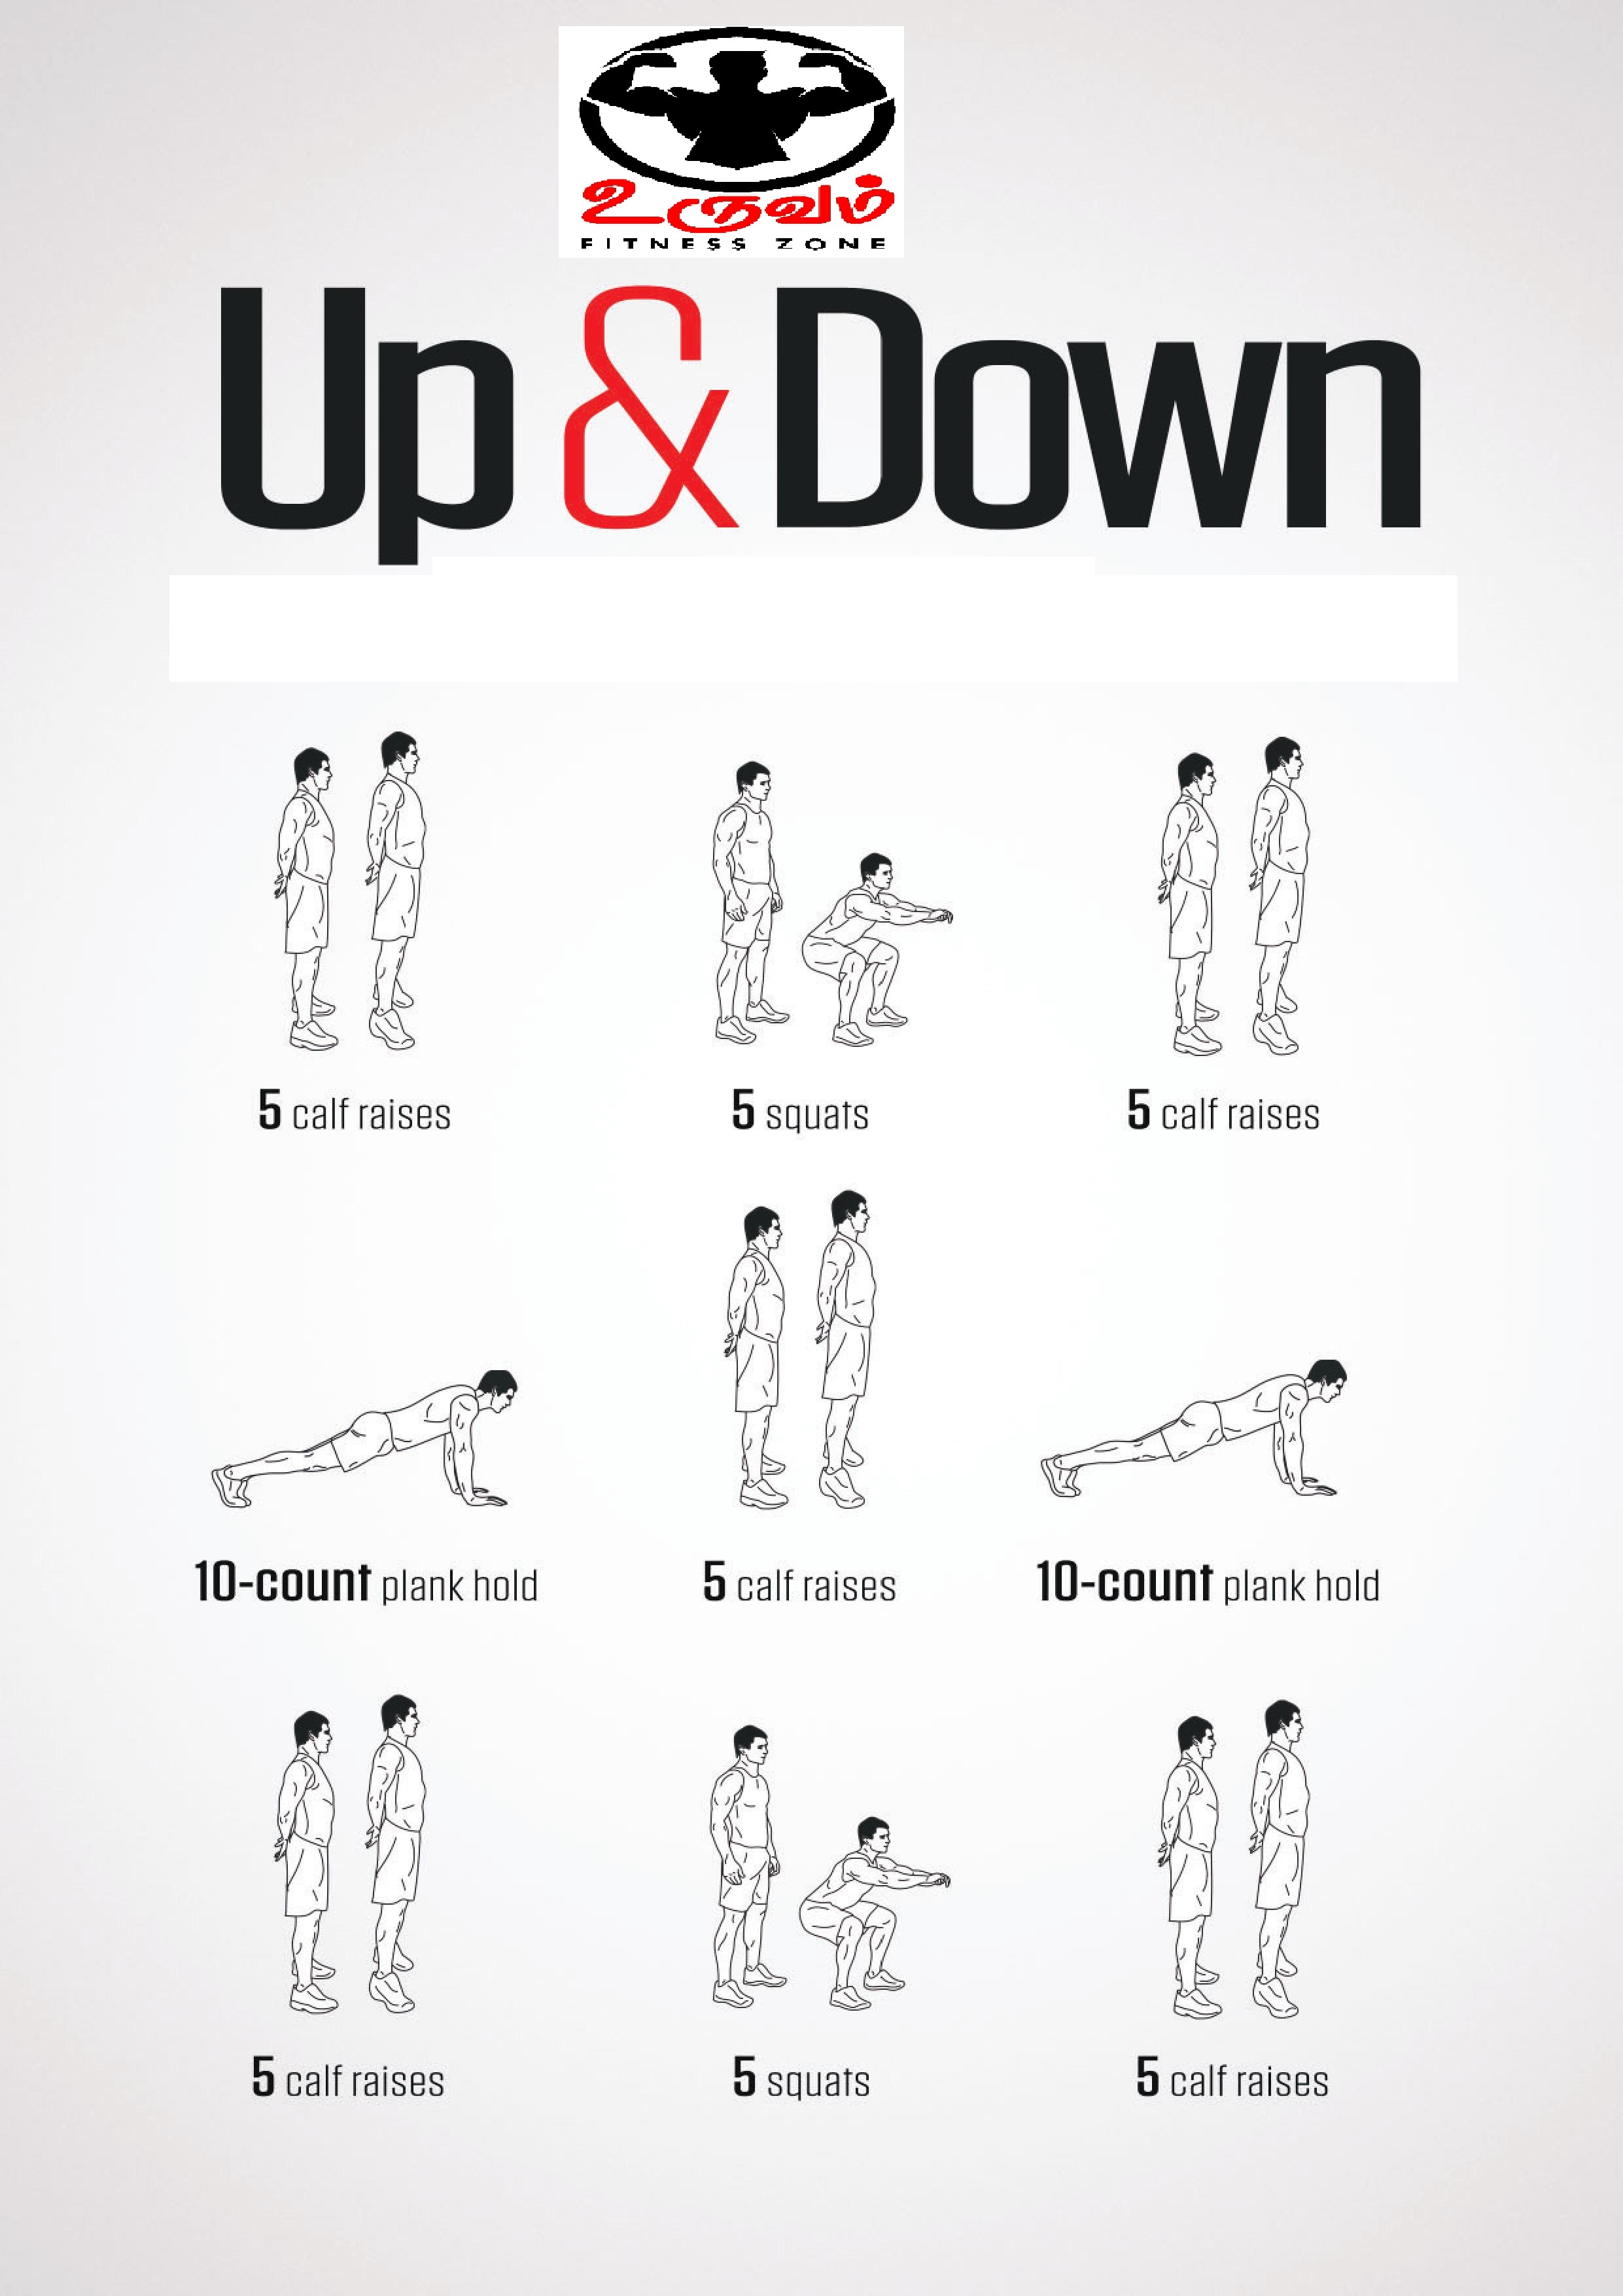 உருவம்
FITNESS ZONE
Up & Down
5 calf raises
5 squats
5 calf raises
10-count plank hold
5 calf raises
10-count plank hold
5 calf raises
5 squats
5 calf raises